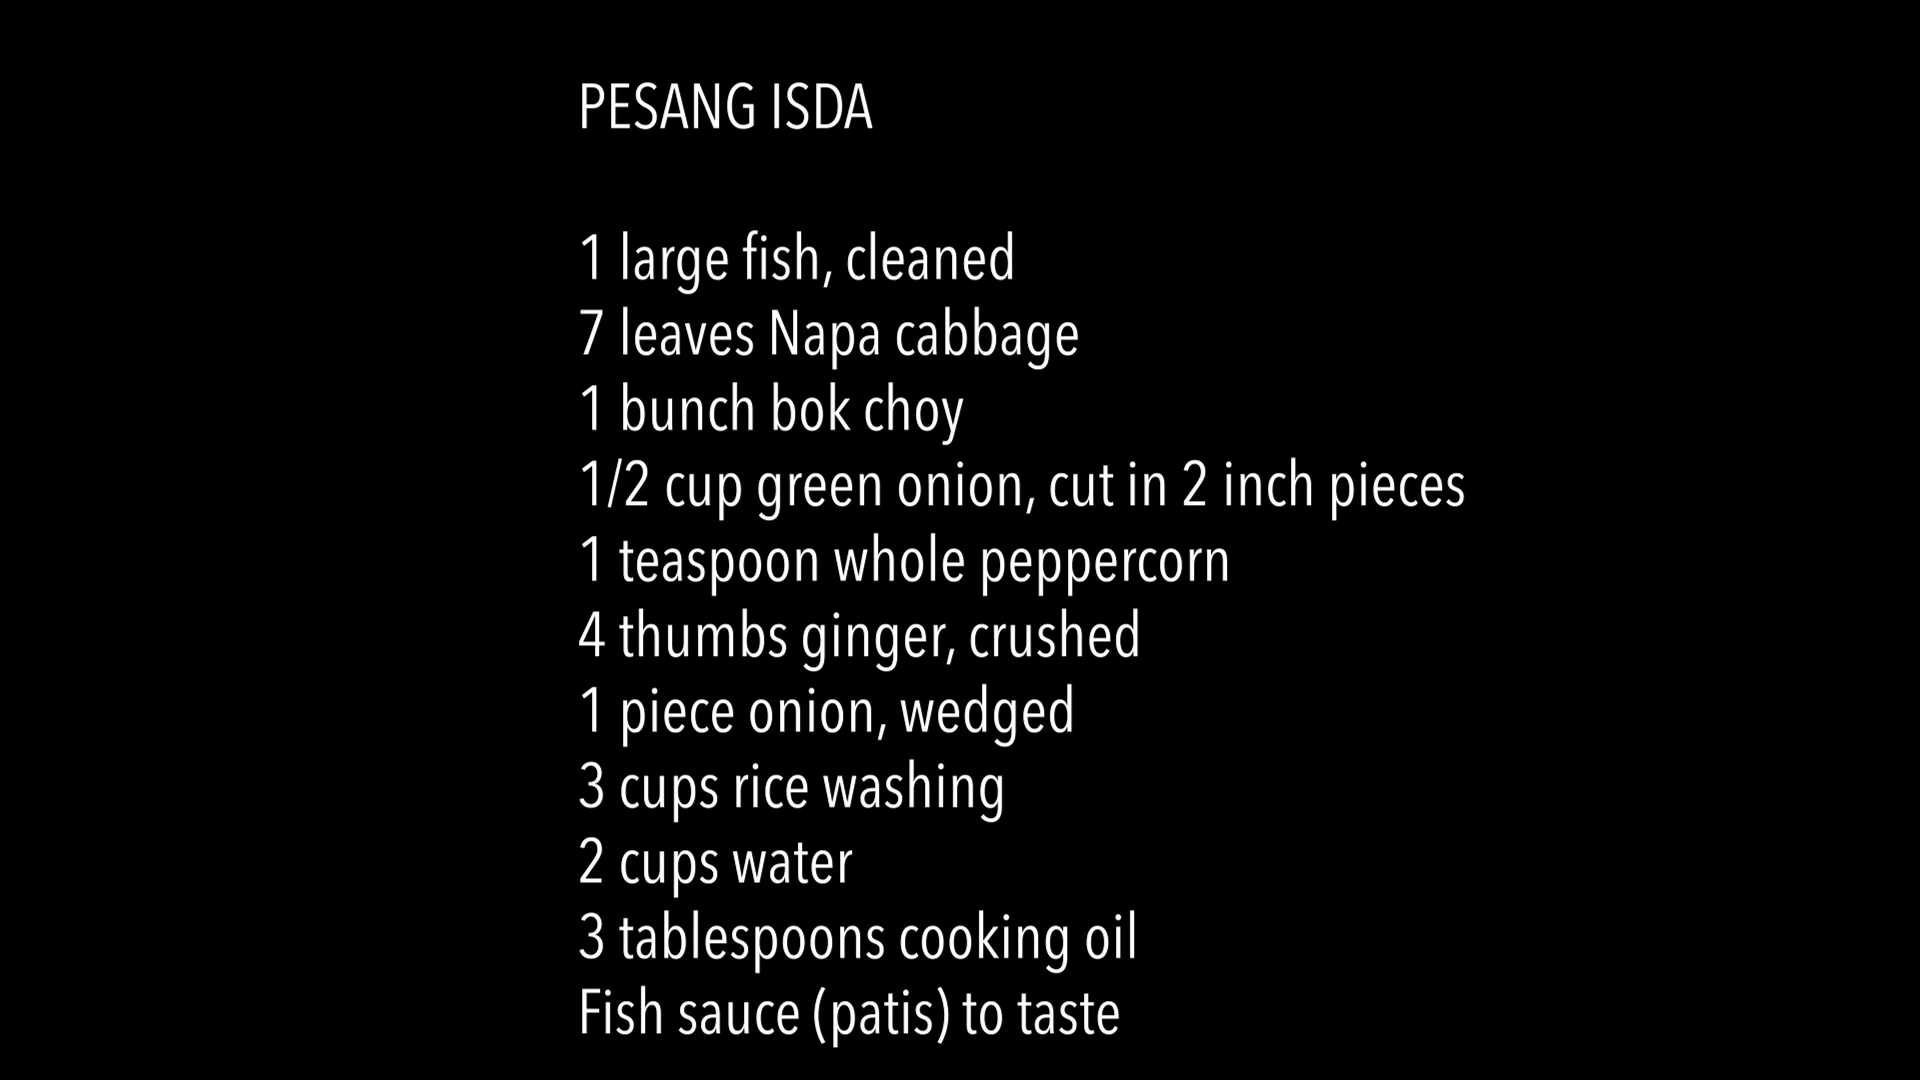 PESANG ISDA
1 large fish, cleaned
7 leaves Napa cabbage
1 bunch bok choy
1/2 cup green onion, cut in 2 inch pieces
1 teaspoon whole peppercorn
4 thumbs ginger, crushed
1 piece onion, wedged
3 cups rice washing
2 cups water
3 tablespoons cooking oil
Fish sauce (patis) to taste